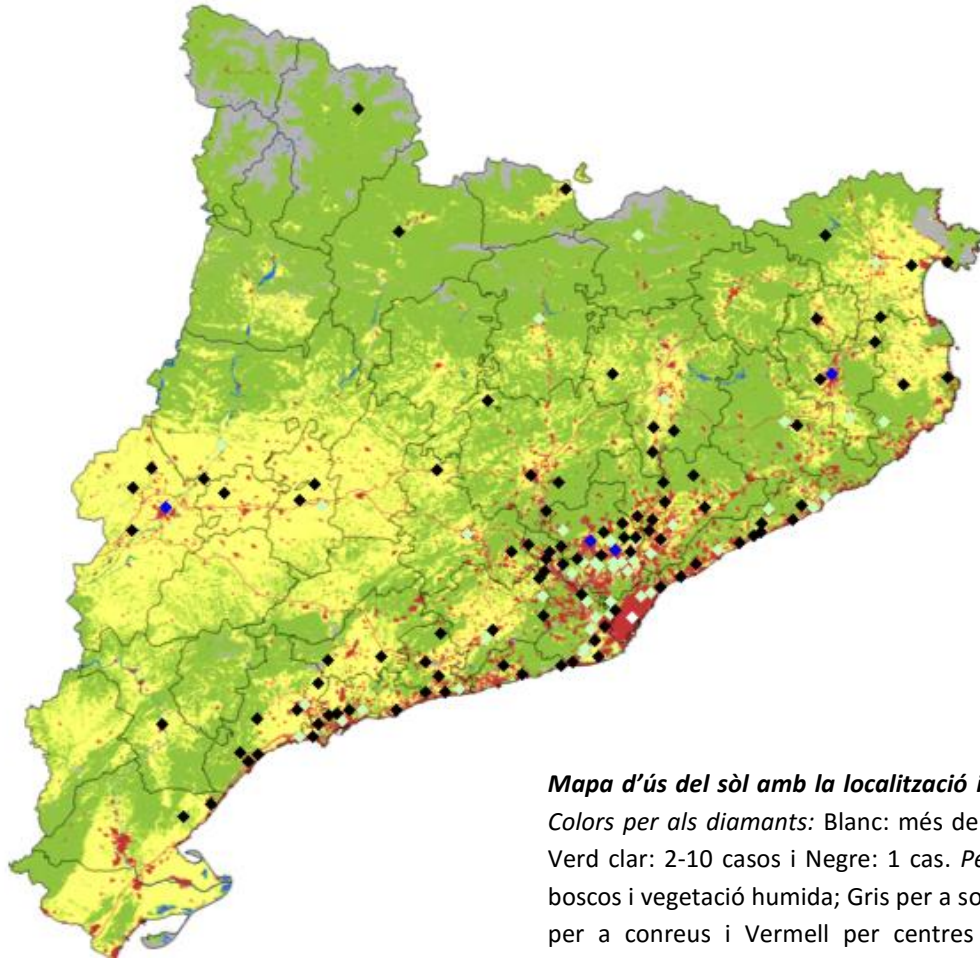 Mapa d'ús del sòl amb la localització i
Colors per als diamants: Blanc: més de
Verd clar: 2-10 casos i Negre: 1 cas. Pe
boscos i vegetació humida; Gris per a so
per a conreus i Vermell per centres